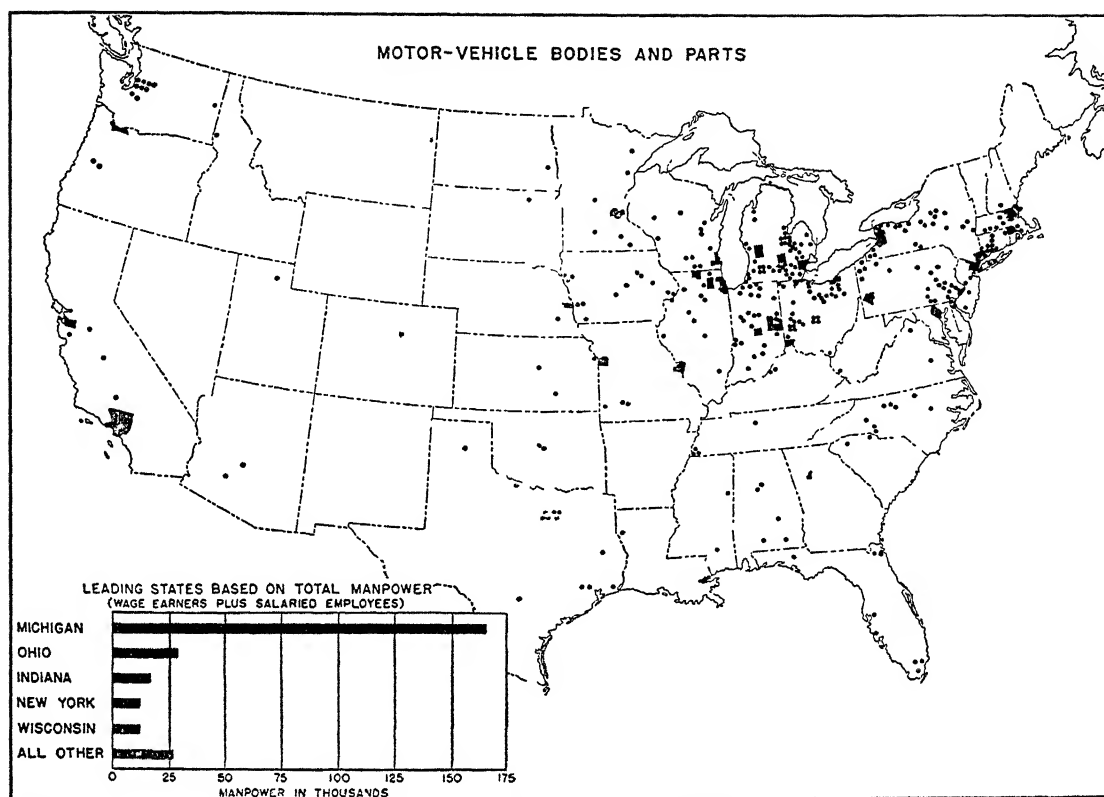 MOTOR-VEHICLE BODIES AND PARTS
LEADING STATES BASED ON TOTAL MANPOWER
(WAGE EARNERS PLUS SALARIED EMPLOYEES)
MICHIGAN
OHIO
INDIANA
NEW YORK
WISCONSIN
ALL OTHER
0 25 50 75 100 125 150 175
MANPOWER IN THOUSANDS